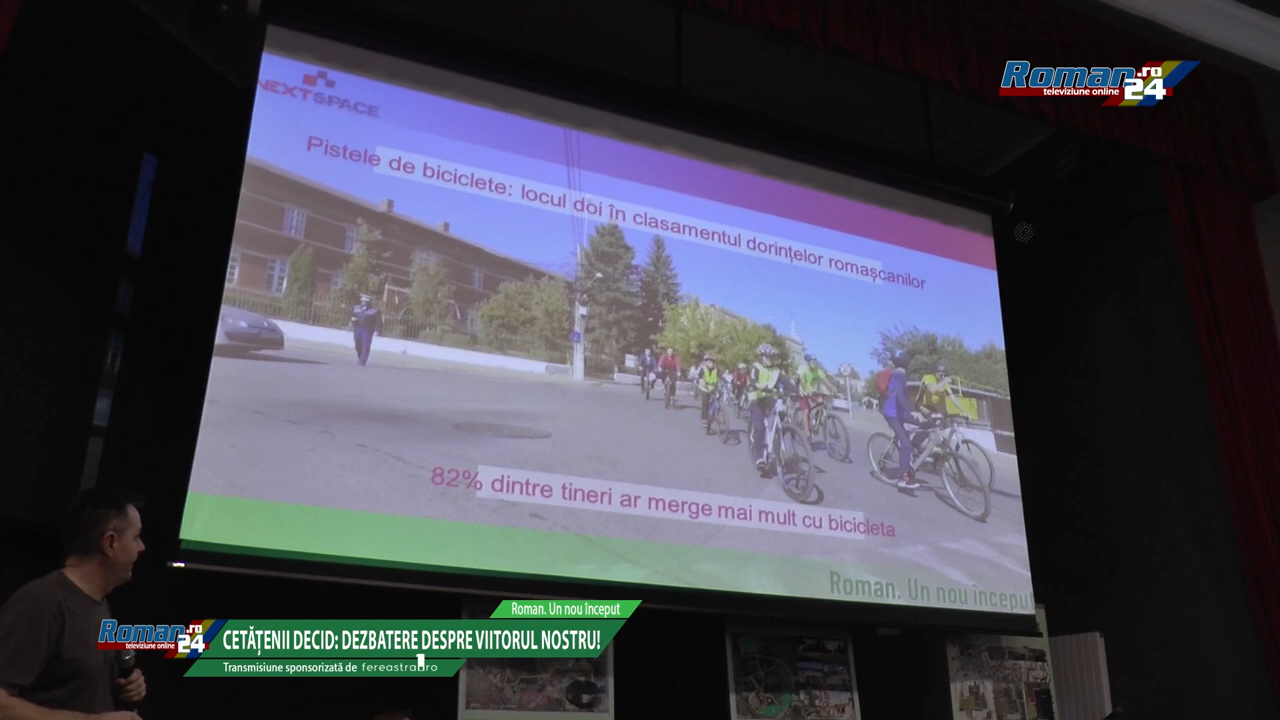 Roman.ro
televiziune online 24
NEXTSPACE
Pistele de biciclete: locul doi în clasamentul dorințelor romașcanilor
82% dintre tineri ar merge mai mult cu bicicleta
Roman. Un nou început
Roman. Un nou început
Roman.ro
televiziune online 24
CETĂȚENII DECID: DEZBATERE DESPRE VIITORUL NOSTRU!
Transmisiune sponsorizată de fereastra.ro